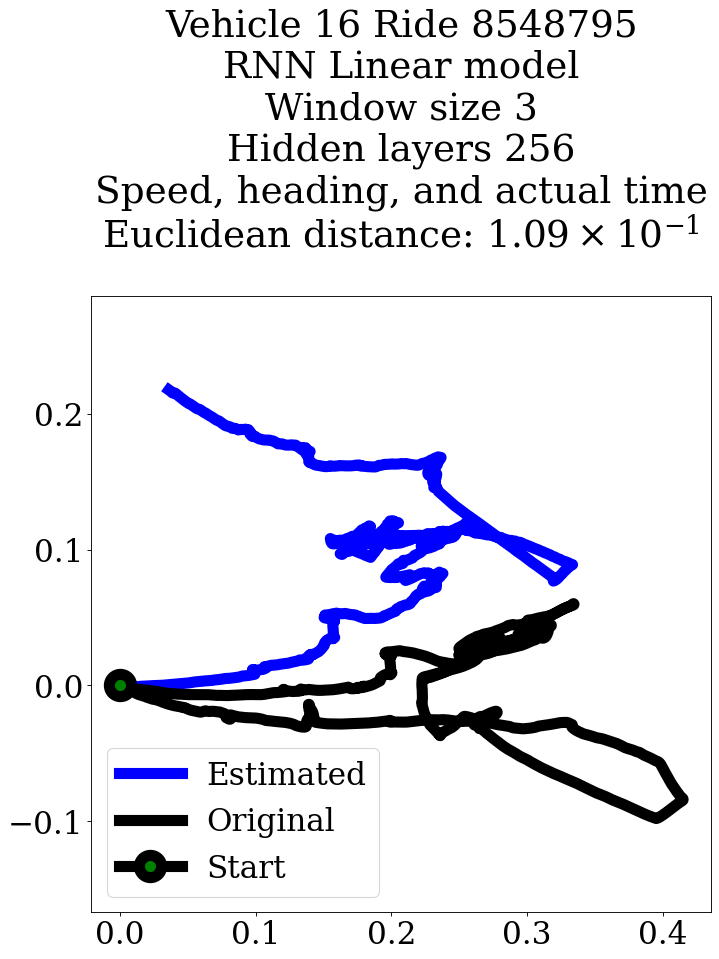 Vehicle 16 Ride 8548795
RNN Linear model
Window size 3
Hidden layers 256
Speed, heading, and actual time
Euclidean distance: 1.09 × 10⁻¹
0.2
0.1
0.0
−0.1
Estimated
Original
Start
0.0 0.1 0.2 0.3 0.4